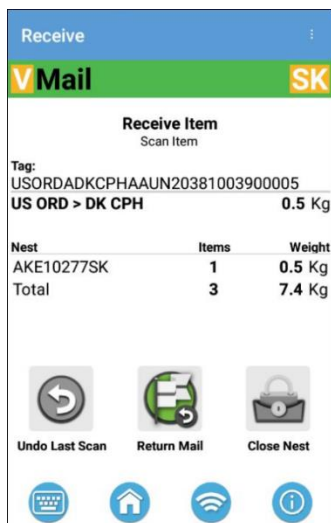 Receive
V Mail SK
Receive Item
Scan Item
Tag:
USORDADKCPHAAUN20381003900005
US ORD > DK CPH 0.5 Kg
Nest Items Weight
AKE10277SK 1 0.5 Kg
Total 3 7.4 Kg
Undo Last Scan Return Mail Close Nest